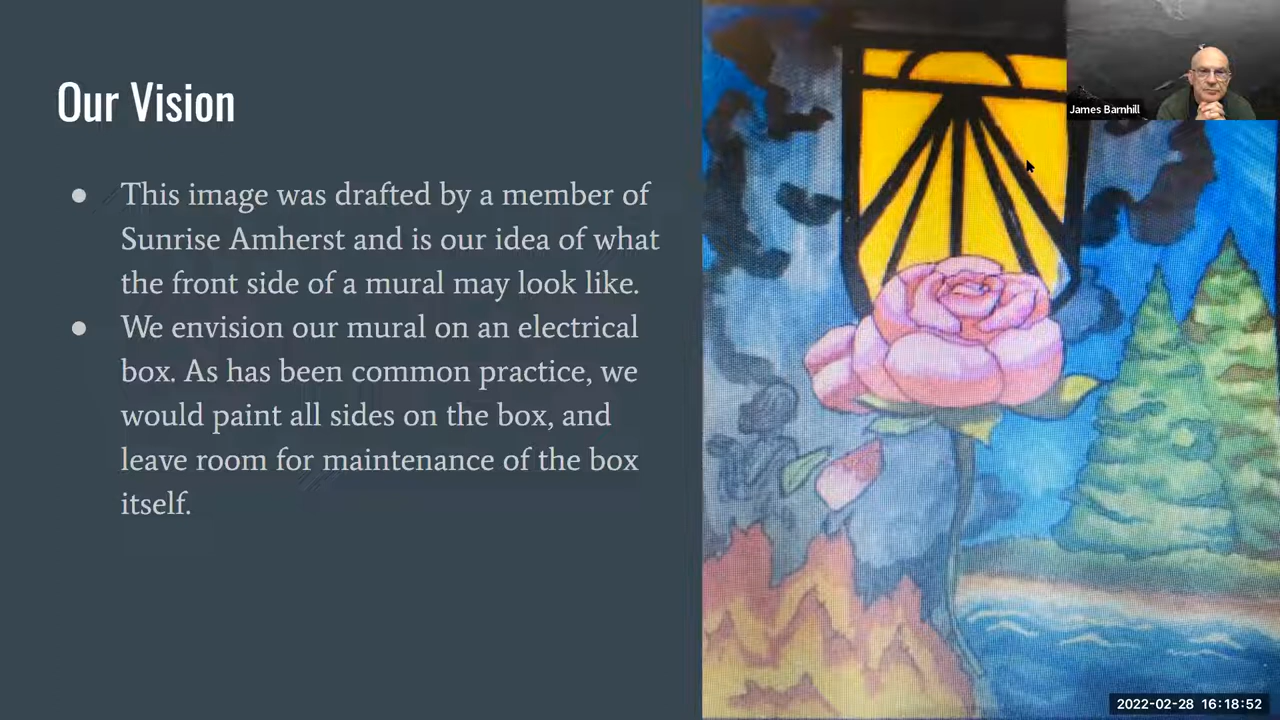 Our Vision
● This image was drafted by a member of
Sunrise Amherst and is our idea of what
the front side of a mural may look like.
● We envision our mural on an electrical
box. As has been common practice, we
would paint all sides on the box, and
leave room for maintenance of the box
itself.
James Barnhill
2022-02-28 16:18:52